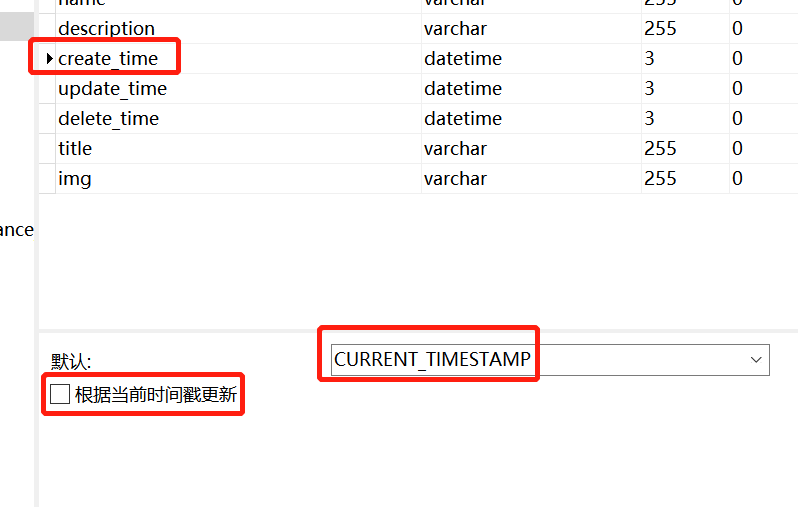 name varchar 255 0
description varchar 255 0
create_time datetime 3 0
update_time datetime 3 0
delete_time datetime 3 0
title varchar 255 0
img varchar 255 0
ance
默认: CURRENT_TIMESTAMP
根据当前时间戳更新